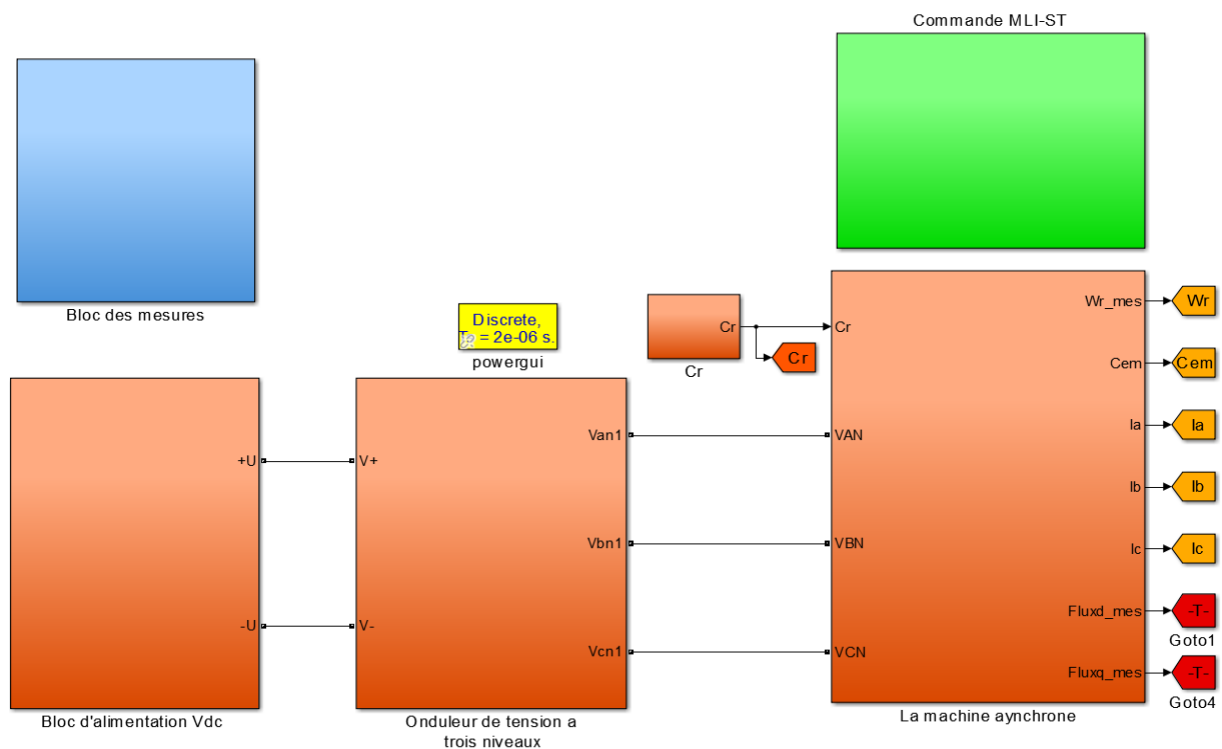 Commande MLI-ST
Bloc des mesures
Discrete,
= 2e-06 s.
powergui
Cr
Cr
Cr
Cr
Wr_mes
Wr
Cem
Cem
Ia
Ia
Ib
Ib
Ic
Ic
Fluxd_mes
-T-
Goto1
Fluxq_mes
-T-
Goto4
+U
V+
Van1
VAN
Vbn1
VBN
-U
V-
Vcn1
VCN
Bloc d'alimentation Vdc
Onduleur de tension a
trois niveaux
La machine aynchrone